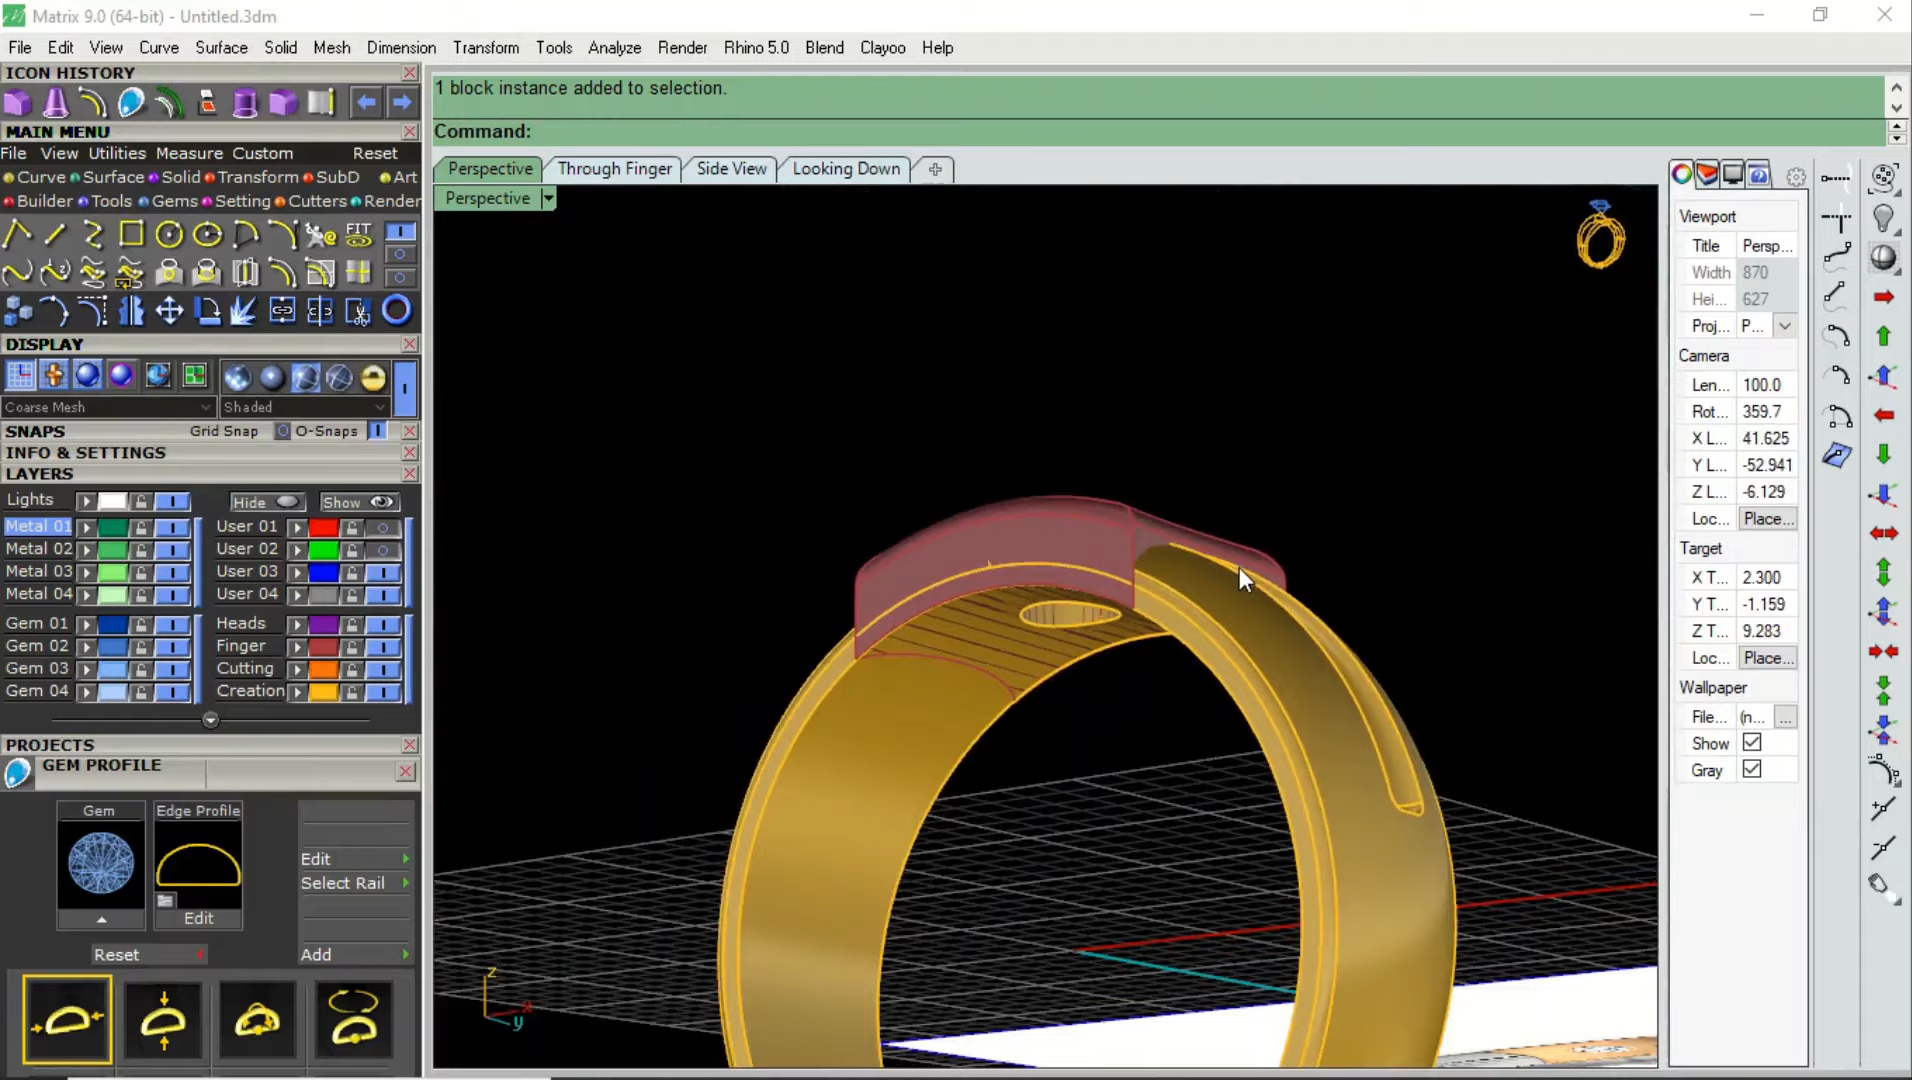 Matrix 9.0 (64-bit) - Untitled.3dm
File Edit View Curve Surface Solid Mesh Dimension Transform Tools Analyze Render Rhino 5.0 Blend Clayoo Help
ICON HISTORY
MAIN MENU
File View Utilities Measure Custom Reset
Curve Surface Solid Transform SubD Art
Builder Tools Gems Setting Cutters Render
FIT
DISPLAY
Coarse Mesh Shaded
SNAPS Grid Snap O-Snaps
INFO & SETTINGS
LAYERS
Lights Hide Show
Metal 01 User 01
Metal 02 User 02
Metal 03 User 03
Metal 04 User 04
Gem 01 Heads
Gem 02 Finger
Gem 03 Cutting
Gem 04 Creation
PROJECTS
GEM PROFILE
Gem Edge Profile
Edit
Select Rail
Edit
Reset Add
1 block instance added to selection.
Command:
Perspective Through Finger Side View Looking Down
Perspective
z
x
y
Viewport
Title Persp...
Width 870
Hei... 627
Proj... P...
Camera
Len... 100.0
Rot... 359.7
X L... 41.625
Y L... -52.941
Z L... -6.129
Loc... Place...
Target
X T... 2.300
Y T... -1.159
Z T... 9.283
Loc... Place...
Wallpaper
File... (n... ...
Show
Gray